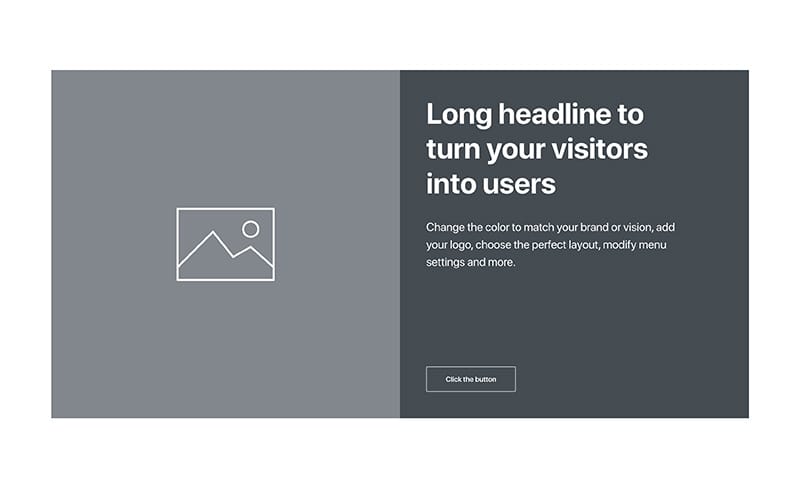 Long headline to
turn your visitors
into users
Change the color to match your brand or vision, add
your logo, choose the perfect layout, modify menu
settings and more.
Click the button